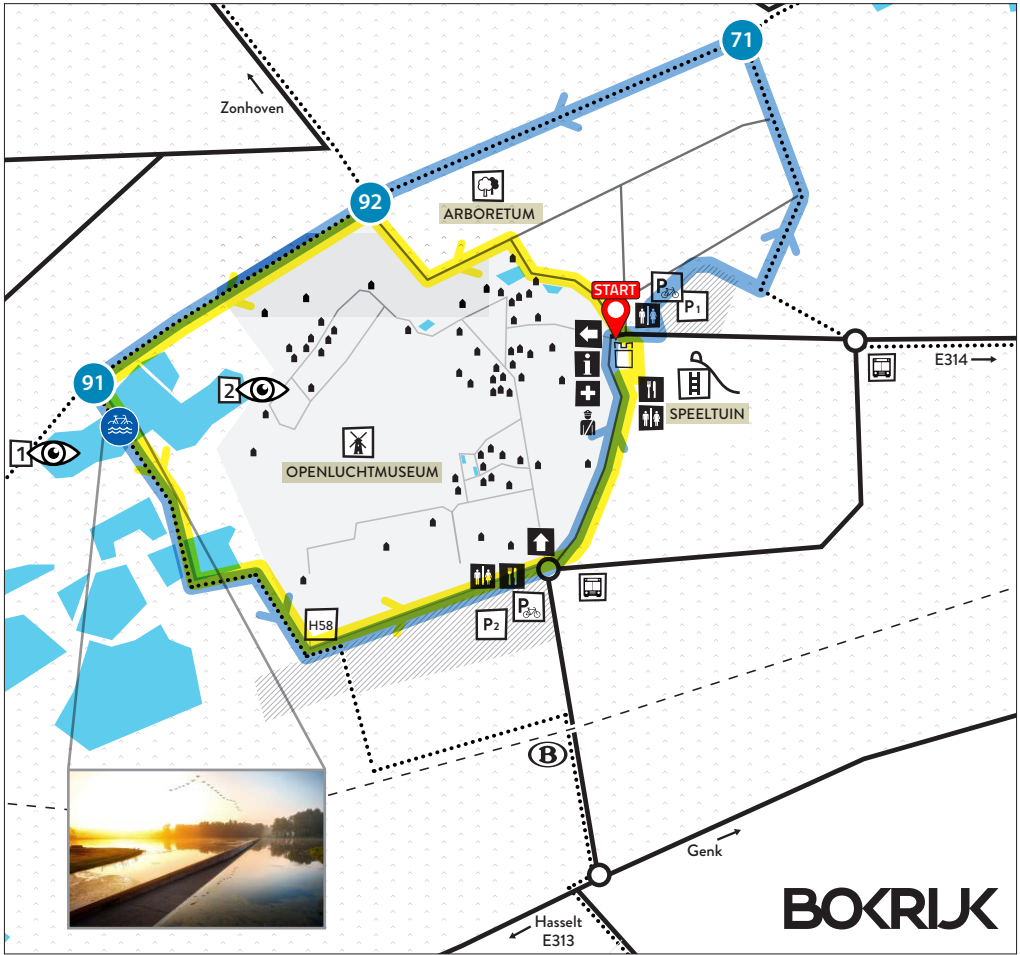 71
Zonhoven
92
ARBORETUM
START
P
P1
E314
91
2
SPEELTUIN
1
OPENLUCHTMUSEUM
i
H58
P2
P
B
Genk
Hasselt
E313
BOKRIJK